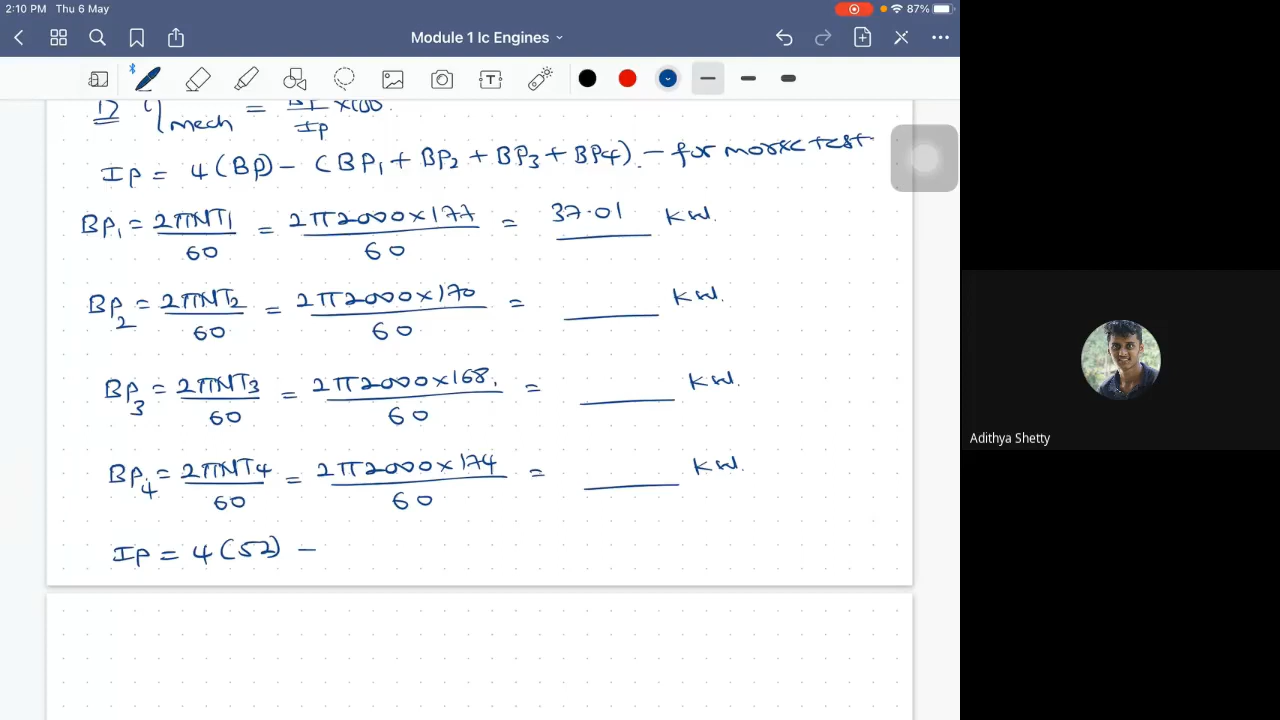 2:10 PM Thu 6 May 87%
Module 1 Ic Engines
1) η mech = BP/IP ×100.
IP = 4(BP) - (BP1 + BP2 + BP3 + BP4). - for morse test
BP1 = 2πNT1/60 = 2π2000×177/60 = 37.01 kW.
BP2 = 2πNT2/60 = 2π2000×170/60 = ____ kW.
BP3 = 2πNT3/60 = 2π2000×168./60 = ____ kW.
BP4 = 2πNT4/60 = 2π2000×174/60 = ____ kW.
IP = 4(52) -
Adithya Shetty